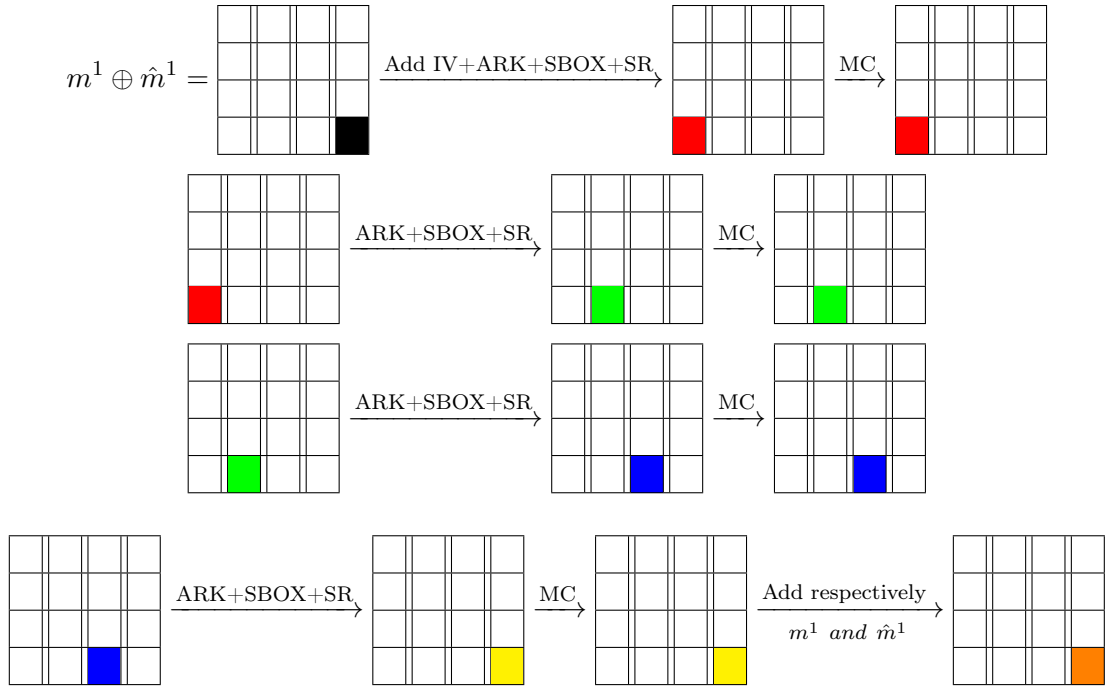 m¹ ⊕ m̂¹ = Add IV+ARK+SBOX+SR MC
ARK+SBOX+SR MC
ARK+SBOX+SR MC
ARK+SBOX+SR MC Add respectively
m¹ and m̂¹